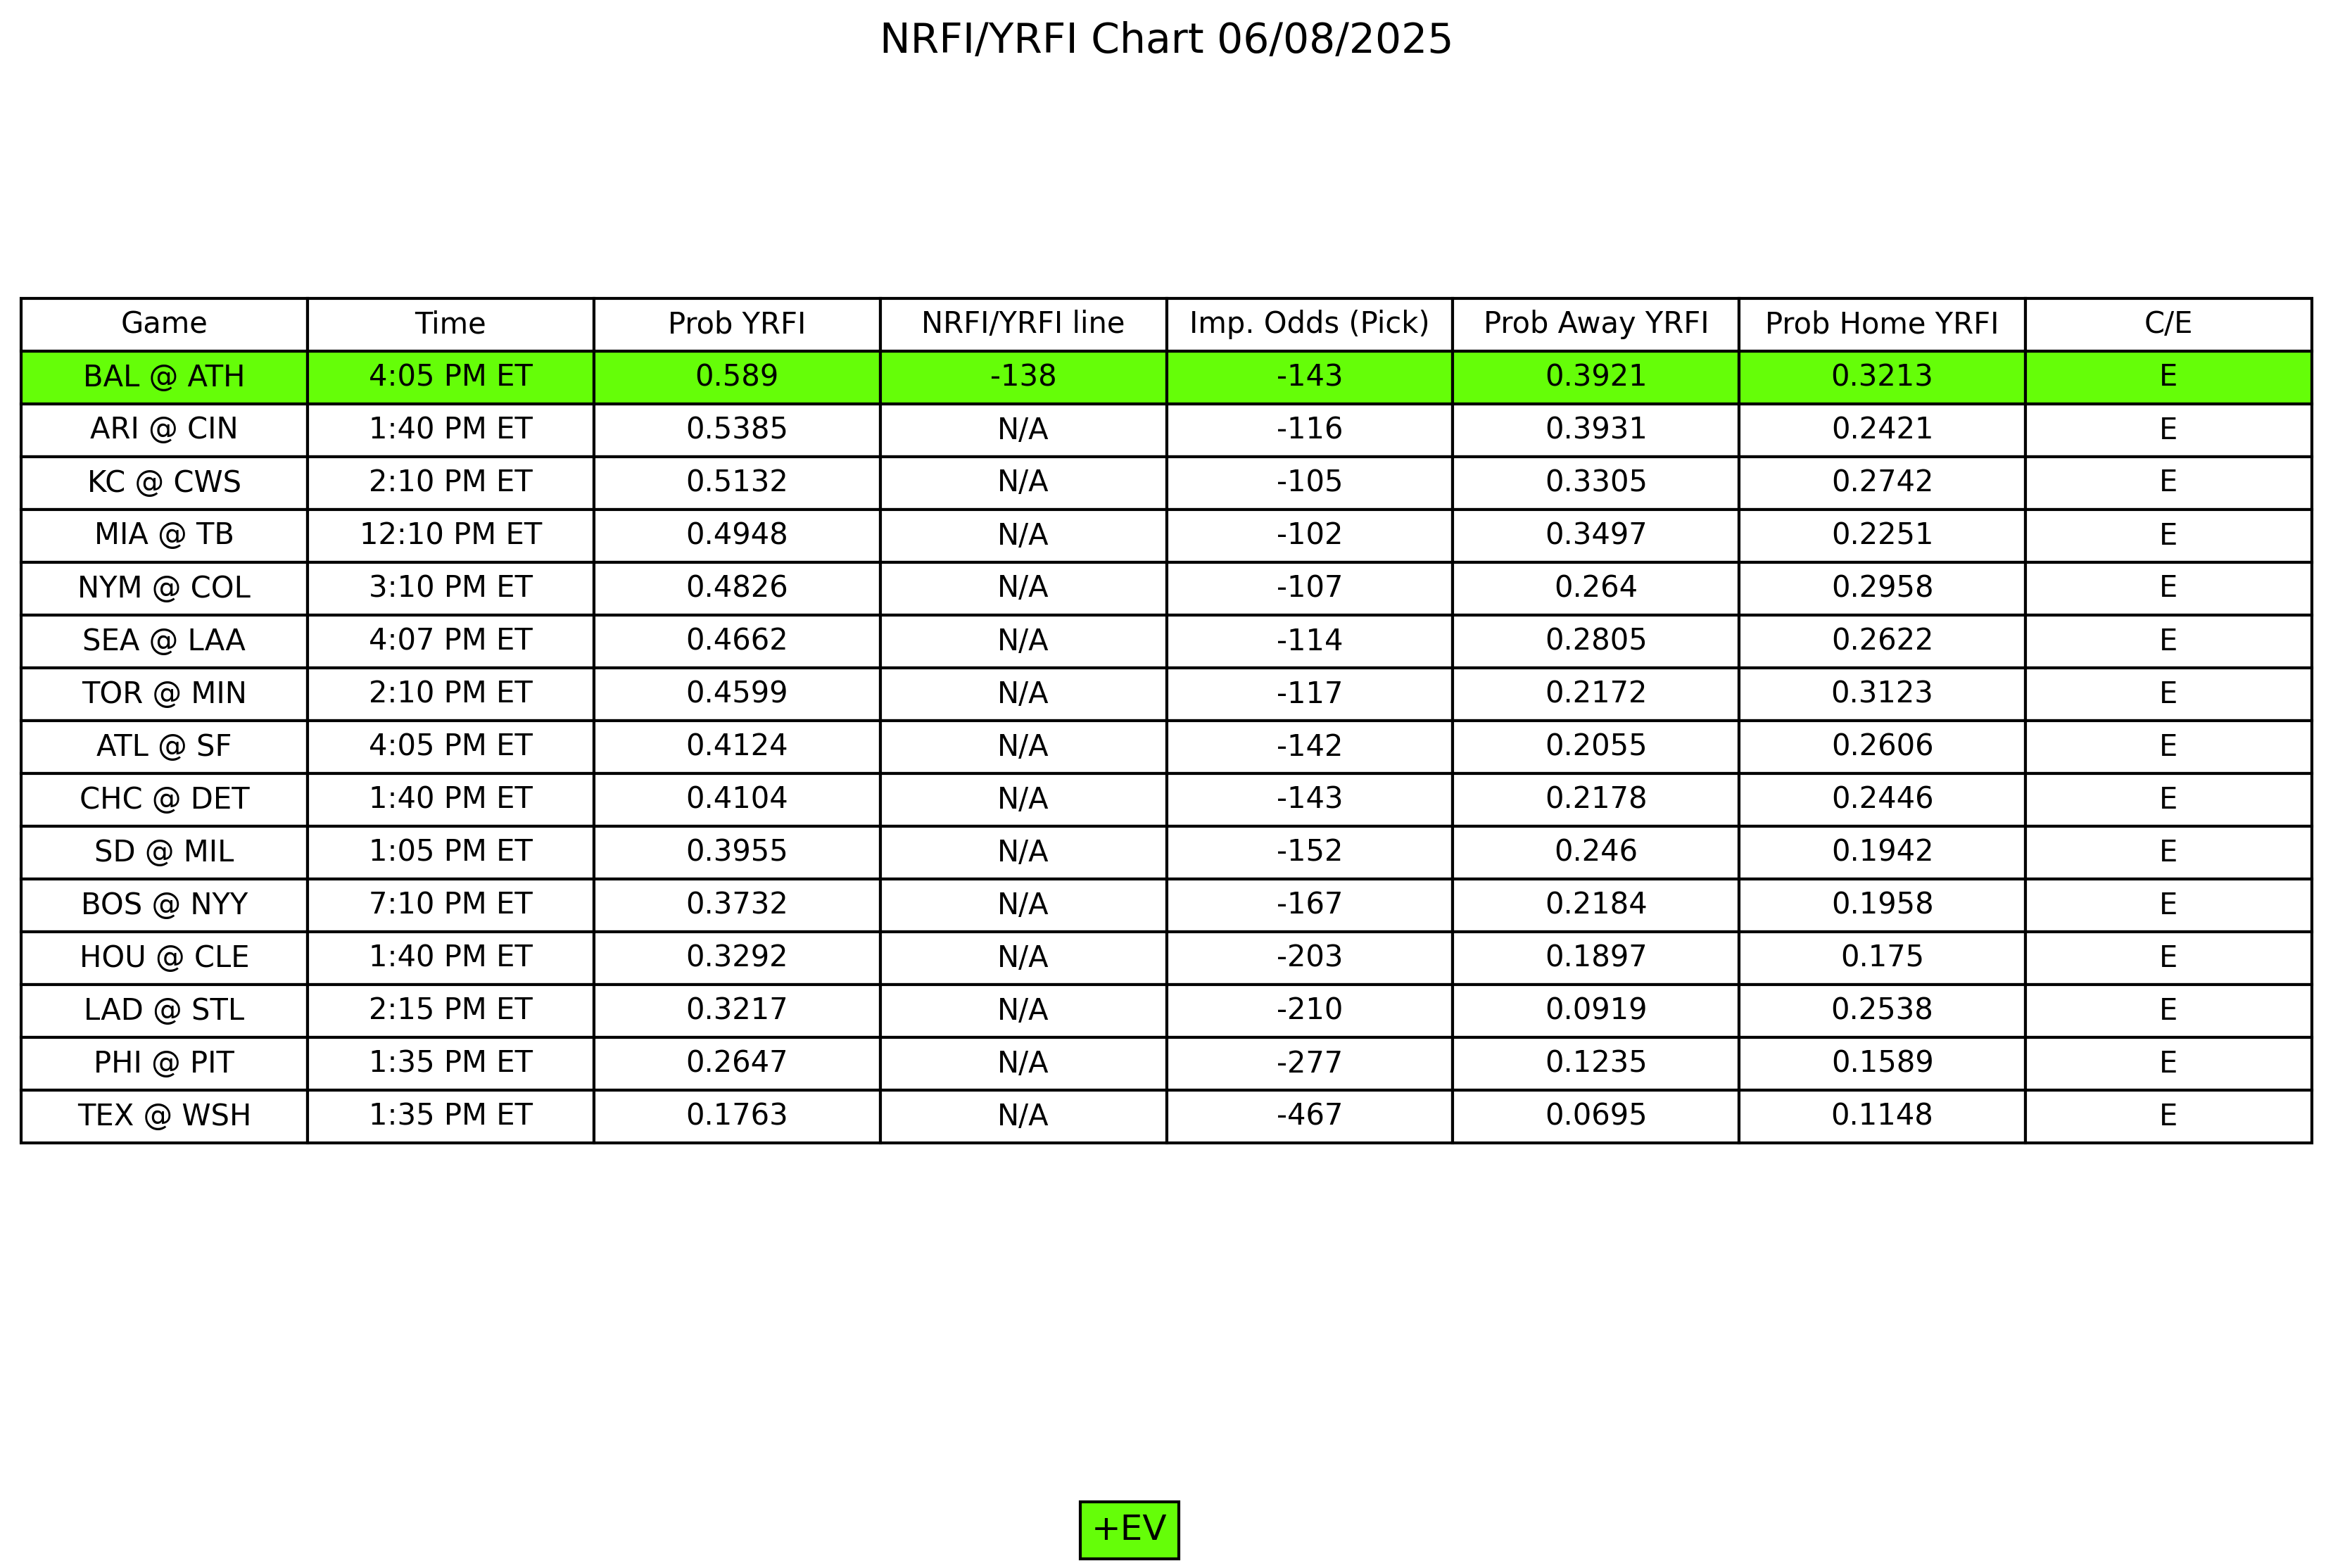 NRFI/YRFI Chart 06/08/2025
Game Time Prob YRFI NRFI/YRFI line Imp. Odds (Pick) Prob Away YRFI Prob Home YRFI C/E
BAL @ ATH 4:05 PM ET 0.589 -138 -143 0.3921 0.3213 E
ARI @ CIN 1:40 PM ET 0.5385 N/A -116 0.3931 0.2421 E
KC @ CWS 2:10 PM ET 0.5132 N/A -105 0.3305 0.2742 E
MIA @ TB 12:10 PM ET 0.4948 N/A -102 0.3497 0.2251 E
NYM @ COL 3:10 PM ET 0.4826 N/A -107 0.264 0.2958 E
SEA @ LAA 4:07 PM ET 0.4662 N/A -114 0.2805 0.2622 E
TOR @ MIN 2:10 PM ET 0.4599 N/A -117 0.2172 0.3123 E
ATL @ SF 4:05 PM ET 0.4124 N/A -142 0.2055 0.2606 E
CHC @ DET 1:40 PM ET 0.4104 N/A -143 0.2178 0.2446 E
SD @ MIL 1:05 PM ET 0.3955 N/A -152 0.246 0.1942 E
BOS @ NYY 7:10 PM ET 0.3732 N/A -167 0.2184 0.1958 E
HOU @ CLE 1:40 PM ET 0.3292 N/A -203 0.1897 0.175 E
LAD @ STL 2:15 PM ET 0.3217 N/A -210 0.0919 0.2538 E
PHI @ PIT 1:35 PM ET 0.2647 N/A -277 0.1235 0.1589 E
TEX @ WSH 1:35 PM ET 0.1763 N/A -467 0.0695 0.1148 E
+EV